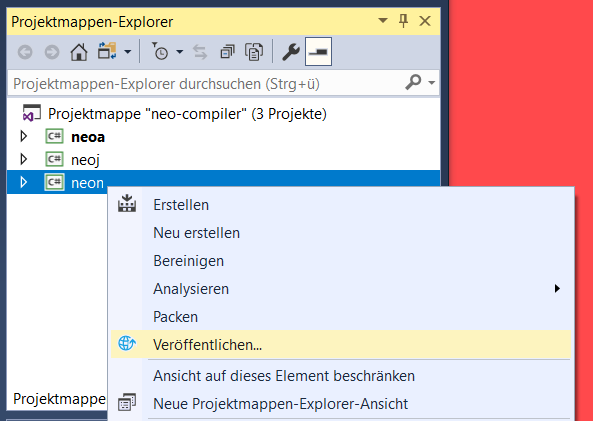 Projektmappen-Explorer
Projektmappen-Explorer durchsuchen (Strg+ü)
Projektmappe "neo-compiler" (3 Projekte)
C# neoa
C# neoj
C# neon
Erstellen
Neu erstellen
Bereinigen
Analysieren
Packen
Veröffentlichen...
Ansicht auf dieses Element beschränken
Projektmappe
Neue Projektmappen-Explorer-Ansicht